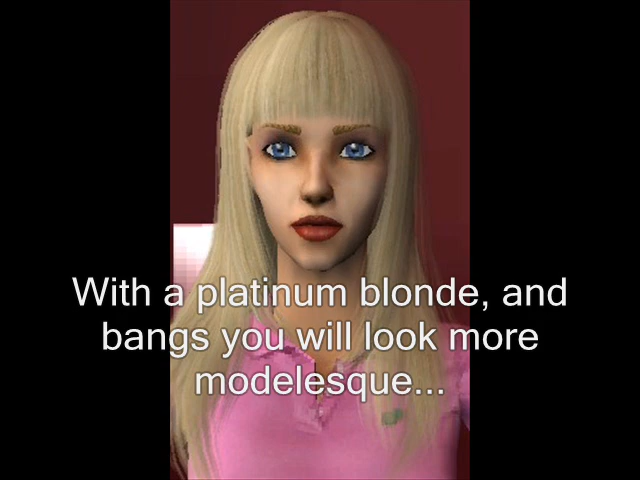 With a platinum blonde, and
bangs you will look more
modelesque...